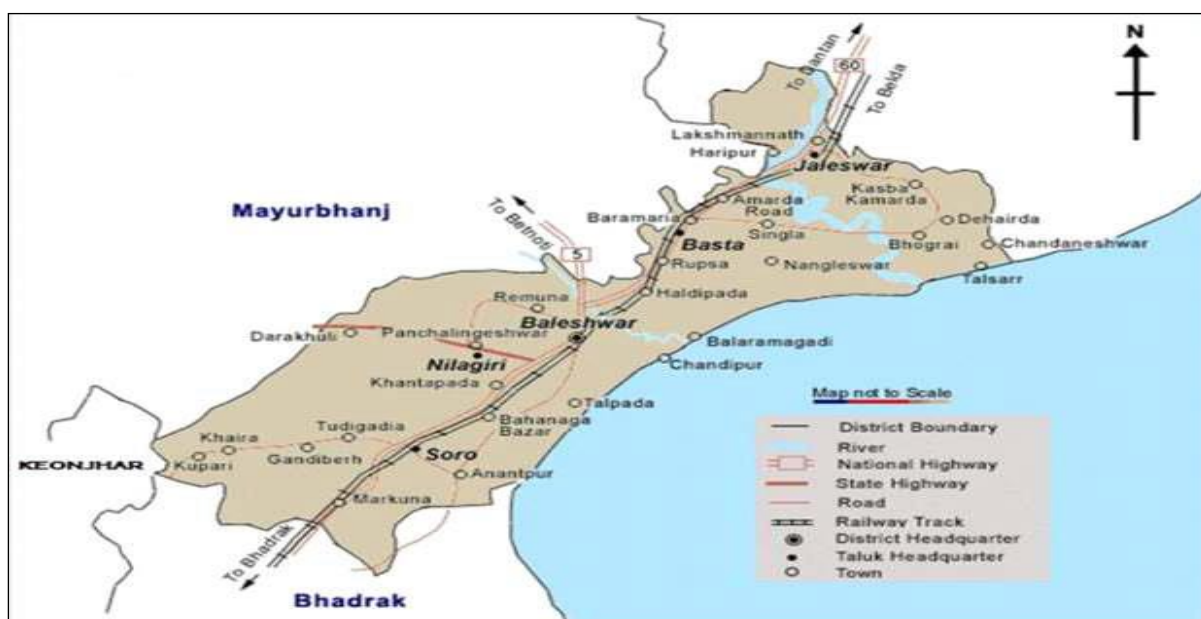 N
To Dantan
60
To Belda
Lakshmannath
Haripur
Jaleswar
Kasba
Kamarda
Mayurbhanj
To Betnoti
Baramaria
Amarda
Road
Singla
Dehairda
Basta
Bhograi
Chandaneshwar
5
Rupsa
Nangleswar
Talsarr
Remuna
Haldipada
Baleshwar
Darakhuli
Panchalingeshwar
Balaramagadi
Nilagiri
Chandipur
Khantapada
Map not to Scale
Talpada
Bahanaga
Bazar
District Boundary
Tudigadia
River
Khaira
National Highway
KEONJHAR
Kupari
Gandiberh
Soro
Anantpur
State Highway
Road
Markuna
Railway Track
District Headquarter
To Bhadrak
Taluk Headquarter
Town
Bhadrak